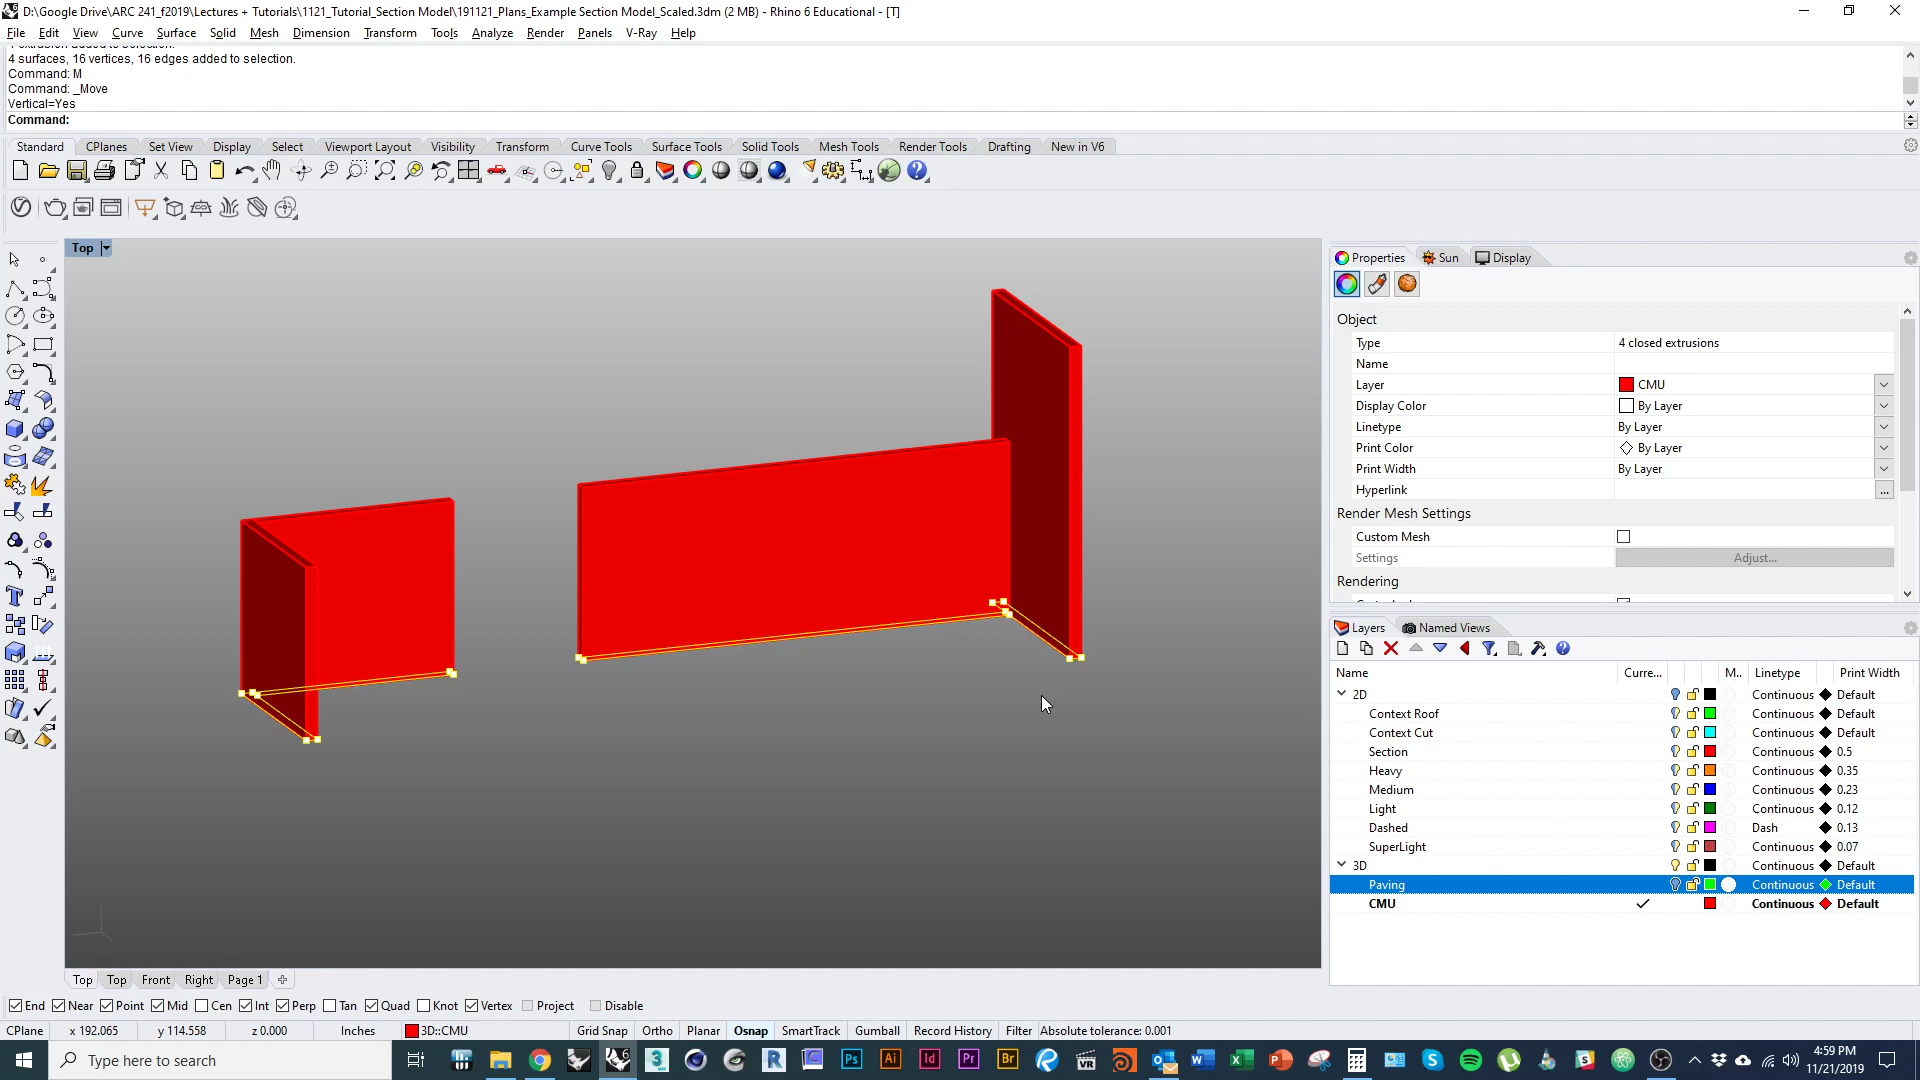 D:\Google Drive\ARC 241_f2019\Lectures + Tutorials\1121_Tutorial_Section Model\191121_Plans_Example Section Model_Scaled.3dm (2 MB) - Rhino 6 Educational - [T]
File Edit View Curve Surface Solid Mesh Dimension Transform Tools Analyze Render Panels V-Ray Help
4 surfaces, 16 vertices, 16 edges added to selection.
Command: M
Command: _Move
Vertical=Yes
Command:
Standard CPlanes Set View Display Select Viewport Layout Visibility Transform Curve Tools Surface Tools Solid Tools Mesh Tools Render Tools Drafting New in V6
Top
Properties Sun Display
Object
Type 4 closed extrusions
Name
Layer CMU
Display Color By Layer
Linetype By Layer
Print Color By Layer
Print Width By Layer
Hyperlink ...
Render Mesh Settings
Custom Mesh
Settings Adjust...
Rendering
Layers Named Views
Name Curre... M.. Linetype Print Width
2D Continuous Default
Context Roof Continuous Default
Context Cut Continuous Default
Section Continuous 0.5
Heavy Continuous 0.35
Medium Continuous 0.23
Light Continuous 0.12
Dashed Dash 0.13
SuperLight Continuous 0.07
3D Continuous Default
Paving Continuous Default
CMU Continuous Default
Top Top Front Right Page 1
End Near Point Mid Cen Int Perp Tan Quad Knot Vertex Project Disable
CPlane x 192.065 y 114.558 z 0.000 Inches 3D::CMU Grid Snap Ortho Planar Osnap SmartTrack Gumball Record History Filter Absolute tolerance: 0.001
Type here to search
4:59 PM
11/21/2019